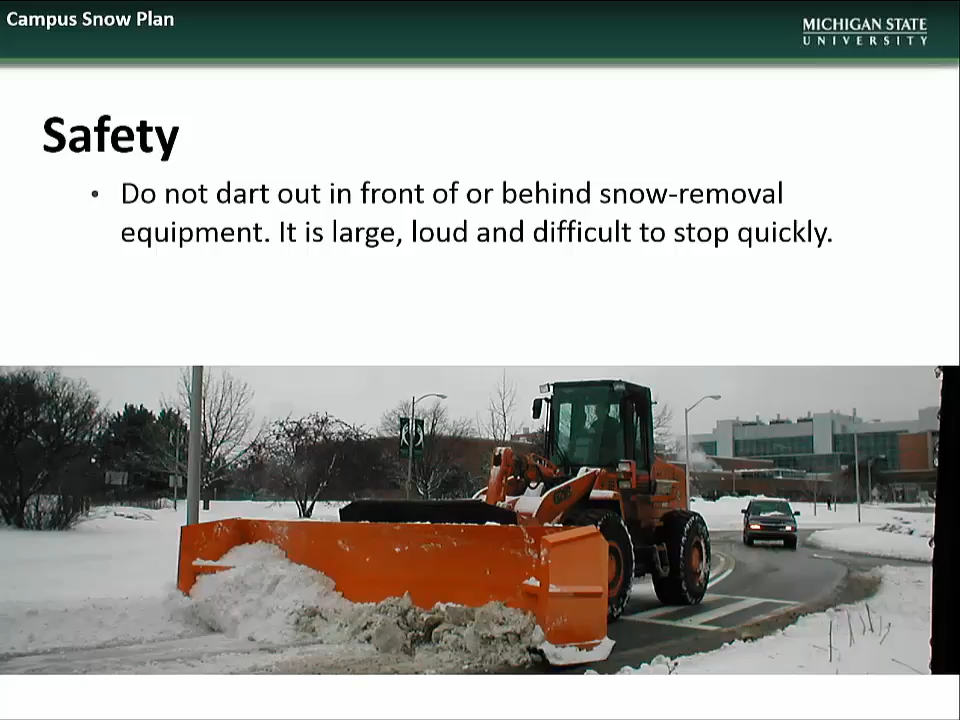 Campus Snow Plan
MICHIGAN STATE
UNIVERSITY
Safety
• Do not dart out in front of or behind snow-removal
equipment. It is large, loud and difficult to stop quickly.